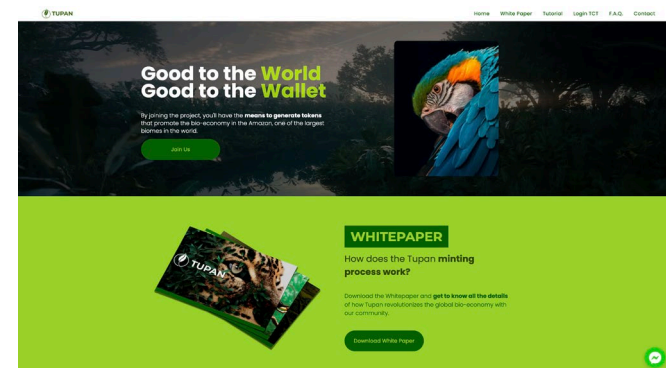 TUPAN
Home White Paper Tutorial Login TCT F.A.Q. Contact
Good to the World
Good to the Wallet
By joining the project, you'll have the means to generate tokens
that promote the bio-economy in the Amazon, one of the largest
biomes in the world.
Join Us
TUPAN
WHITEPAPER
How does the Tupan minting
process work?
Download the Whitepaper and get to know all the details
of how Tupan revolutionizes the global bio-economy with
our community.
Download White Paper